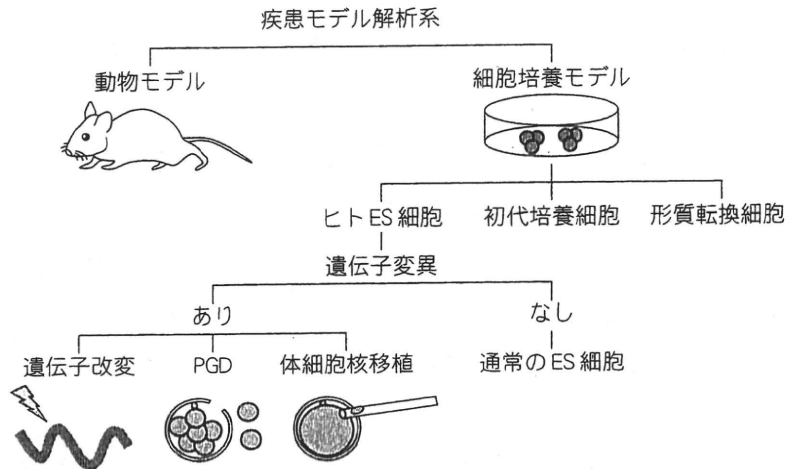 疾患モデル解析系
動物モデル
細胞培養モデル
ヒトES細胞
初代培養細胞
形質転換細胞
遺伝子変異
あり
なし
遺伝子改変
PGD
体細胞核移植
通常のES細胞